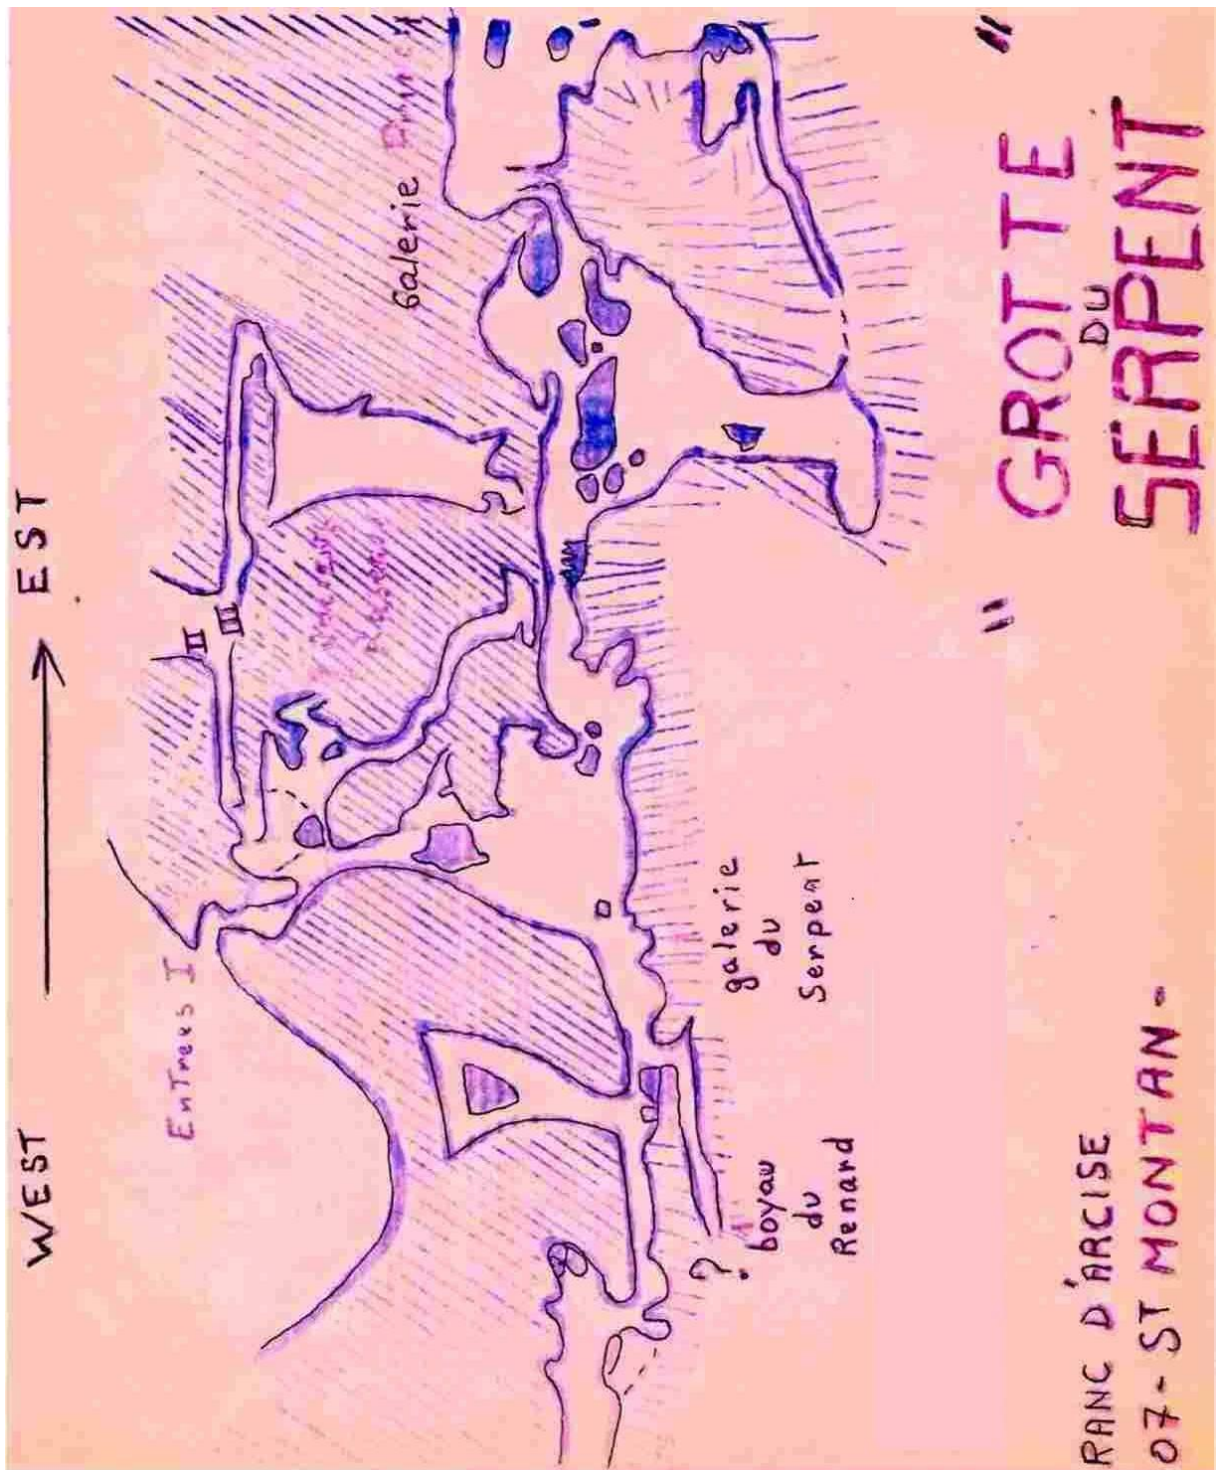 WEST → EST
Entrees I
II
III
Galerie
galerie
du
Serpent
boyau
du
Renard
?
" GROTTE
DU
SERPENT "
RANC D'ARCISE
07 - ST MONTAN -